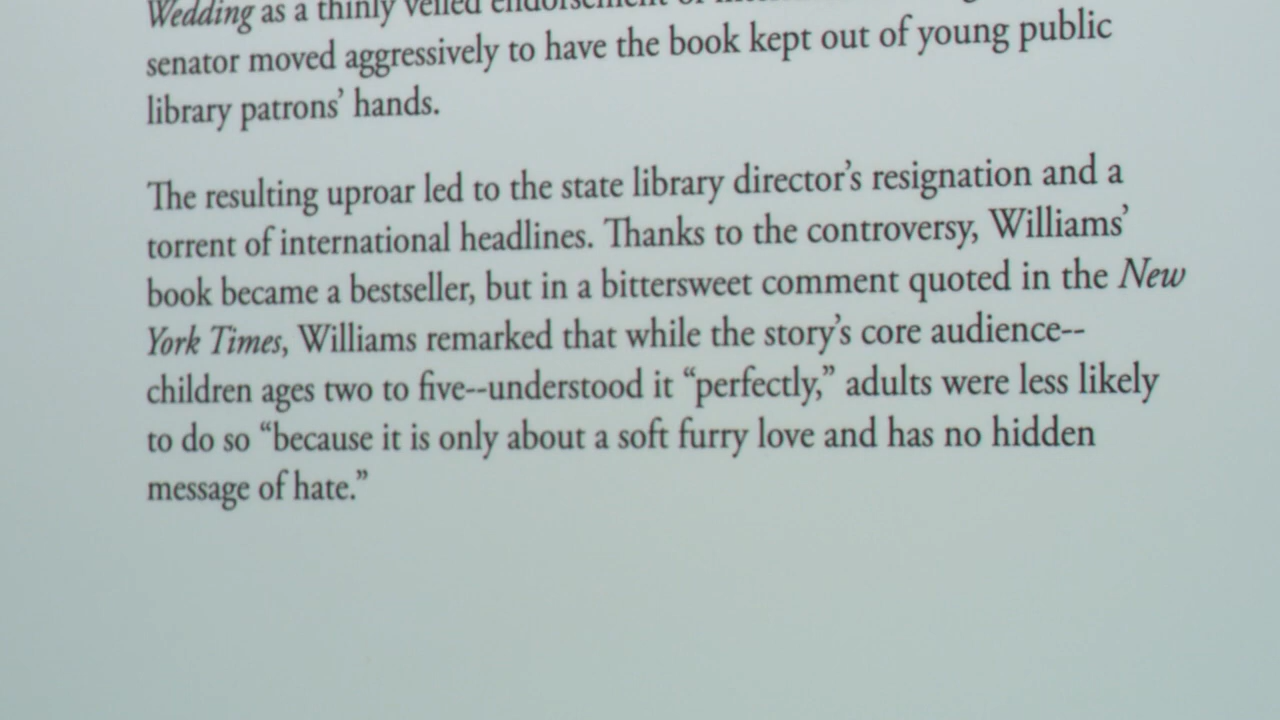 Wedding as a thinly veiled endorsement of
senator moved aggressively to have the book kept out of young public
library patrons’ hands.
The resulting uproar led to the state library director’s resignation and a
torrent of international headlines. Thanks to the controversy, Williams’
book became a bestseller, but in a bittersweet comment quoted in the New
York Times, Williams remarked that while the story’s core audience--
children ages two to five--understood it “perfectly,” adults were less likely
to do so “because it is only about a soft furry love and has no hidden
message of hate.”